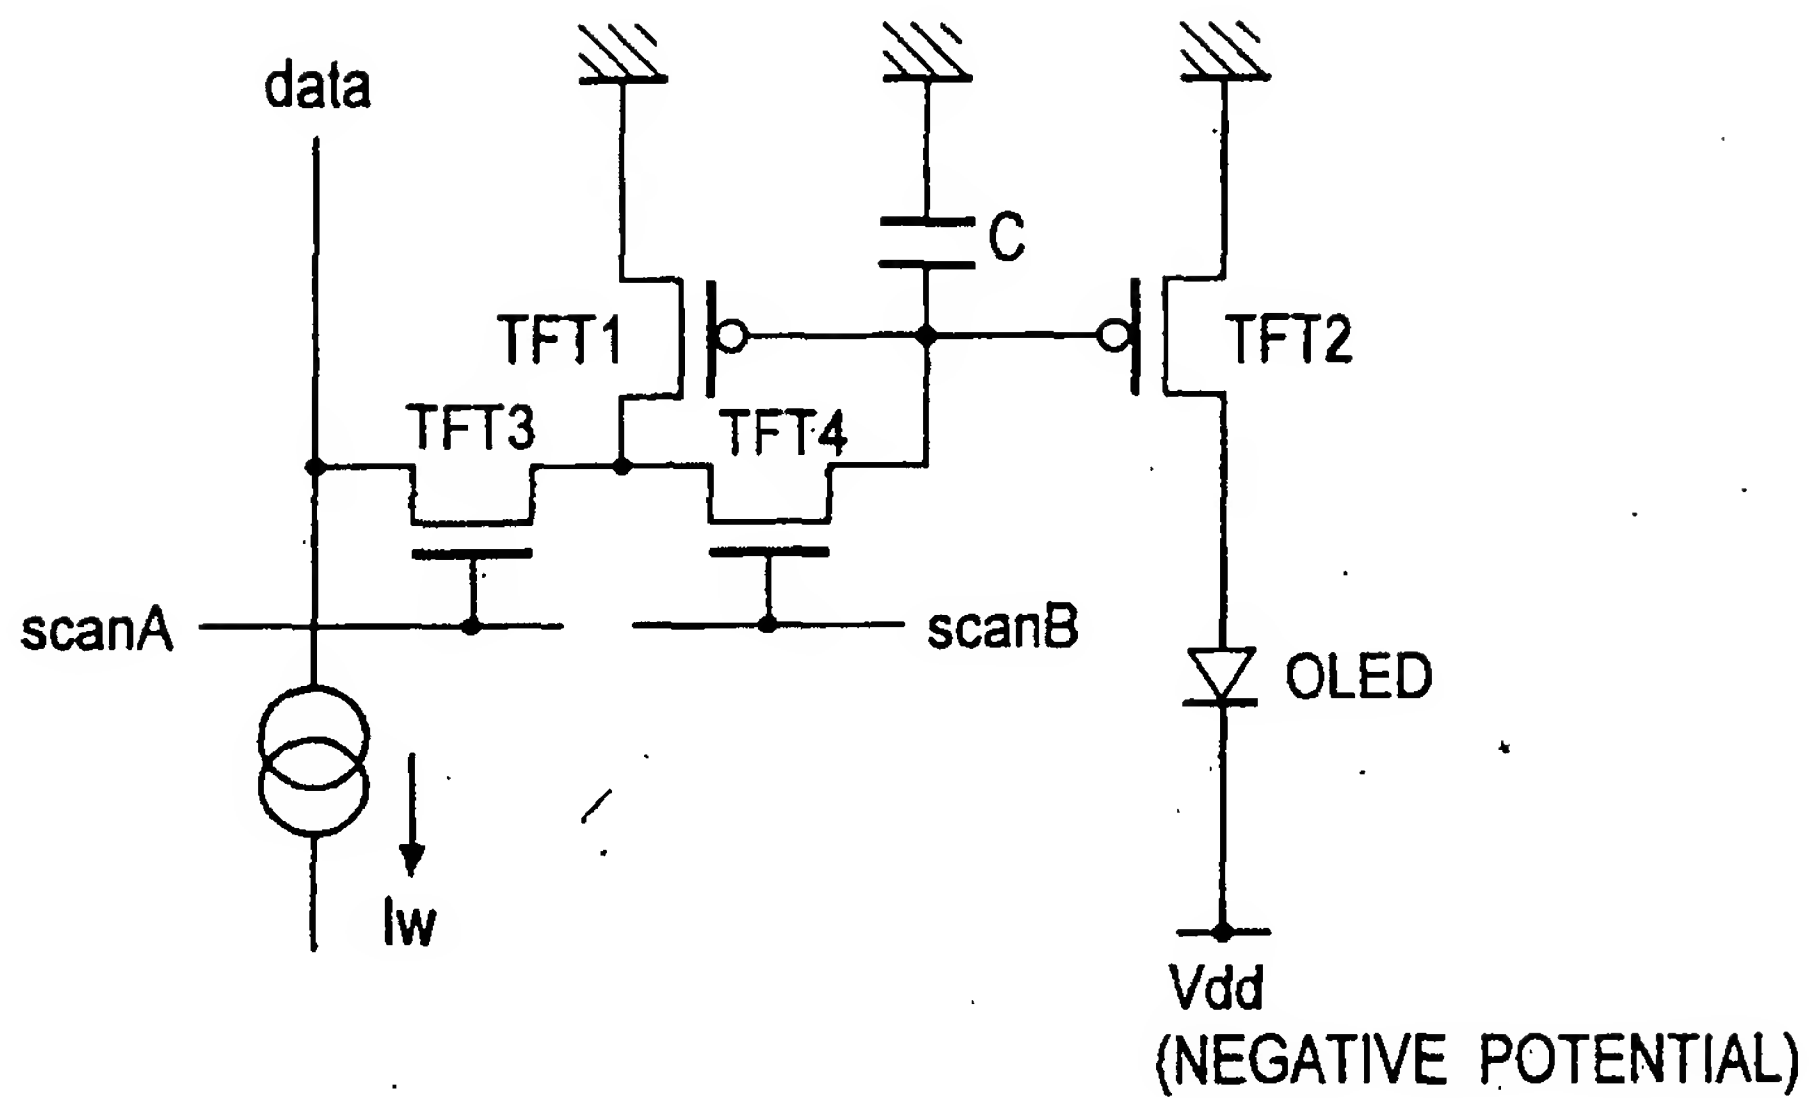 data
C
TFT1
TFT2
TFT3
TFT4
scanA
scanB
OLED
Iw
Vdd
(NEGATIVE POTENTIAL)